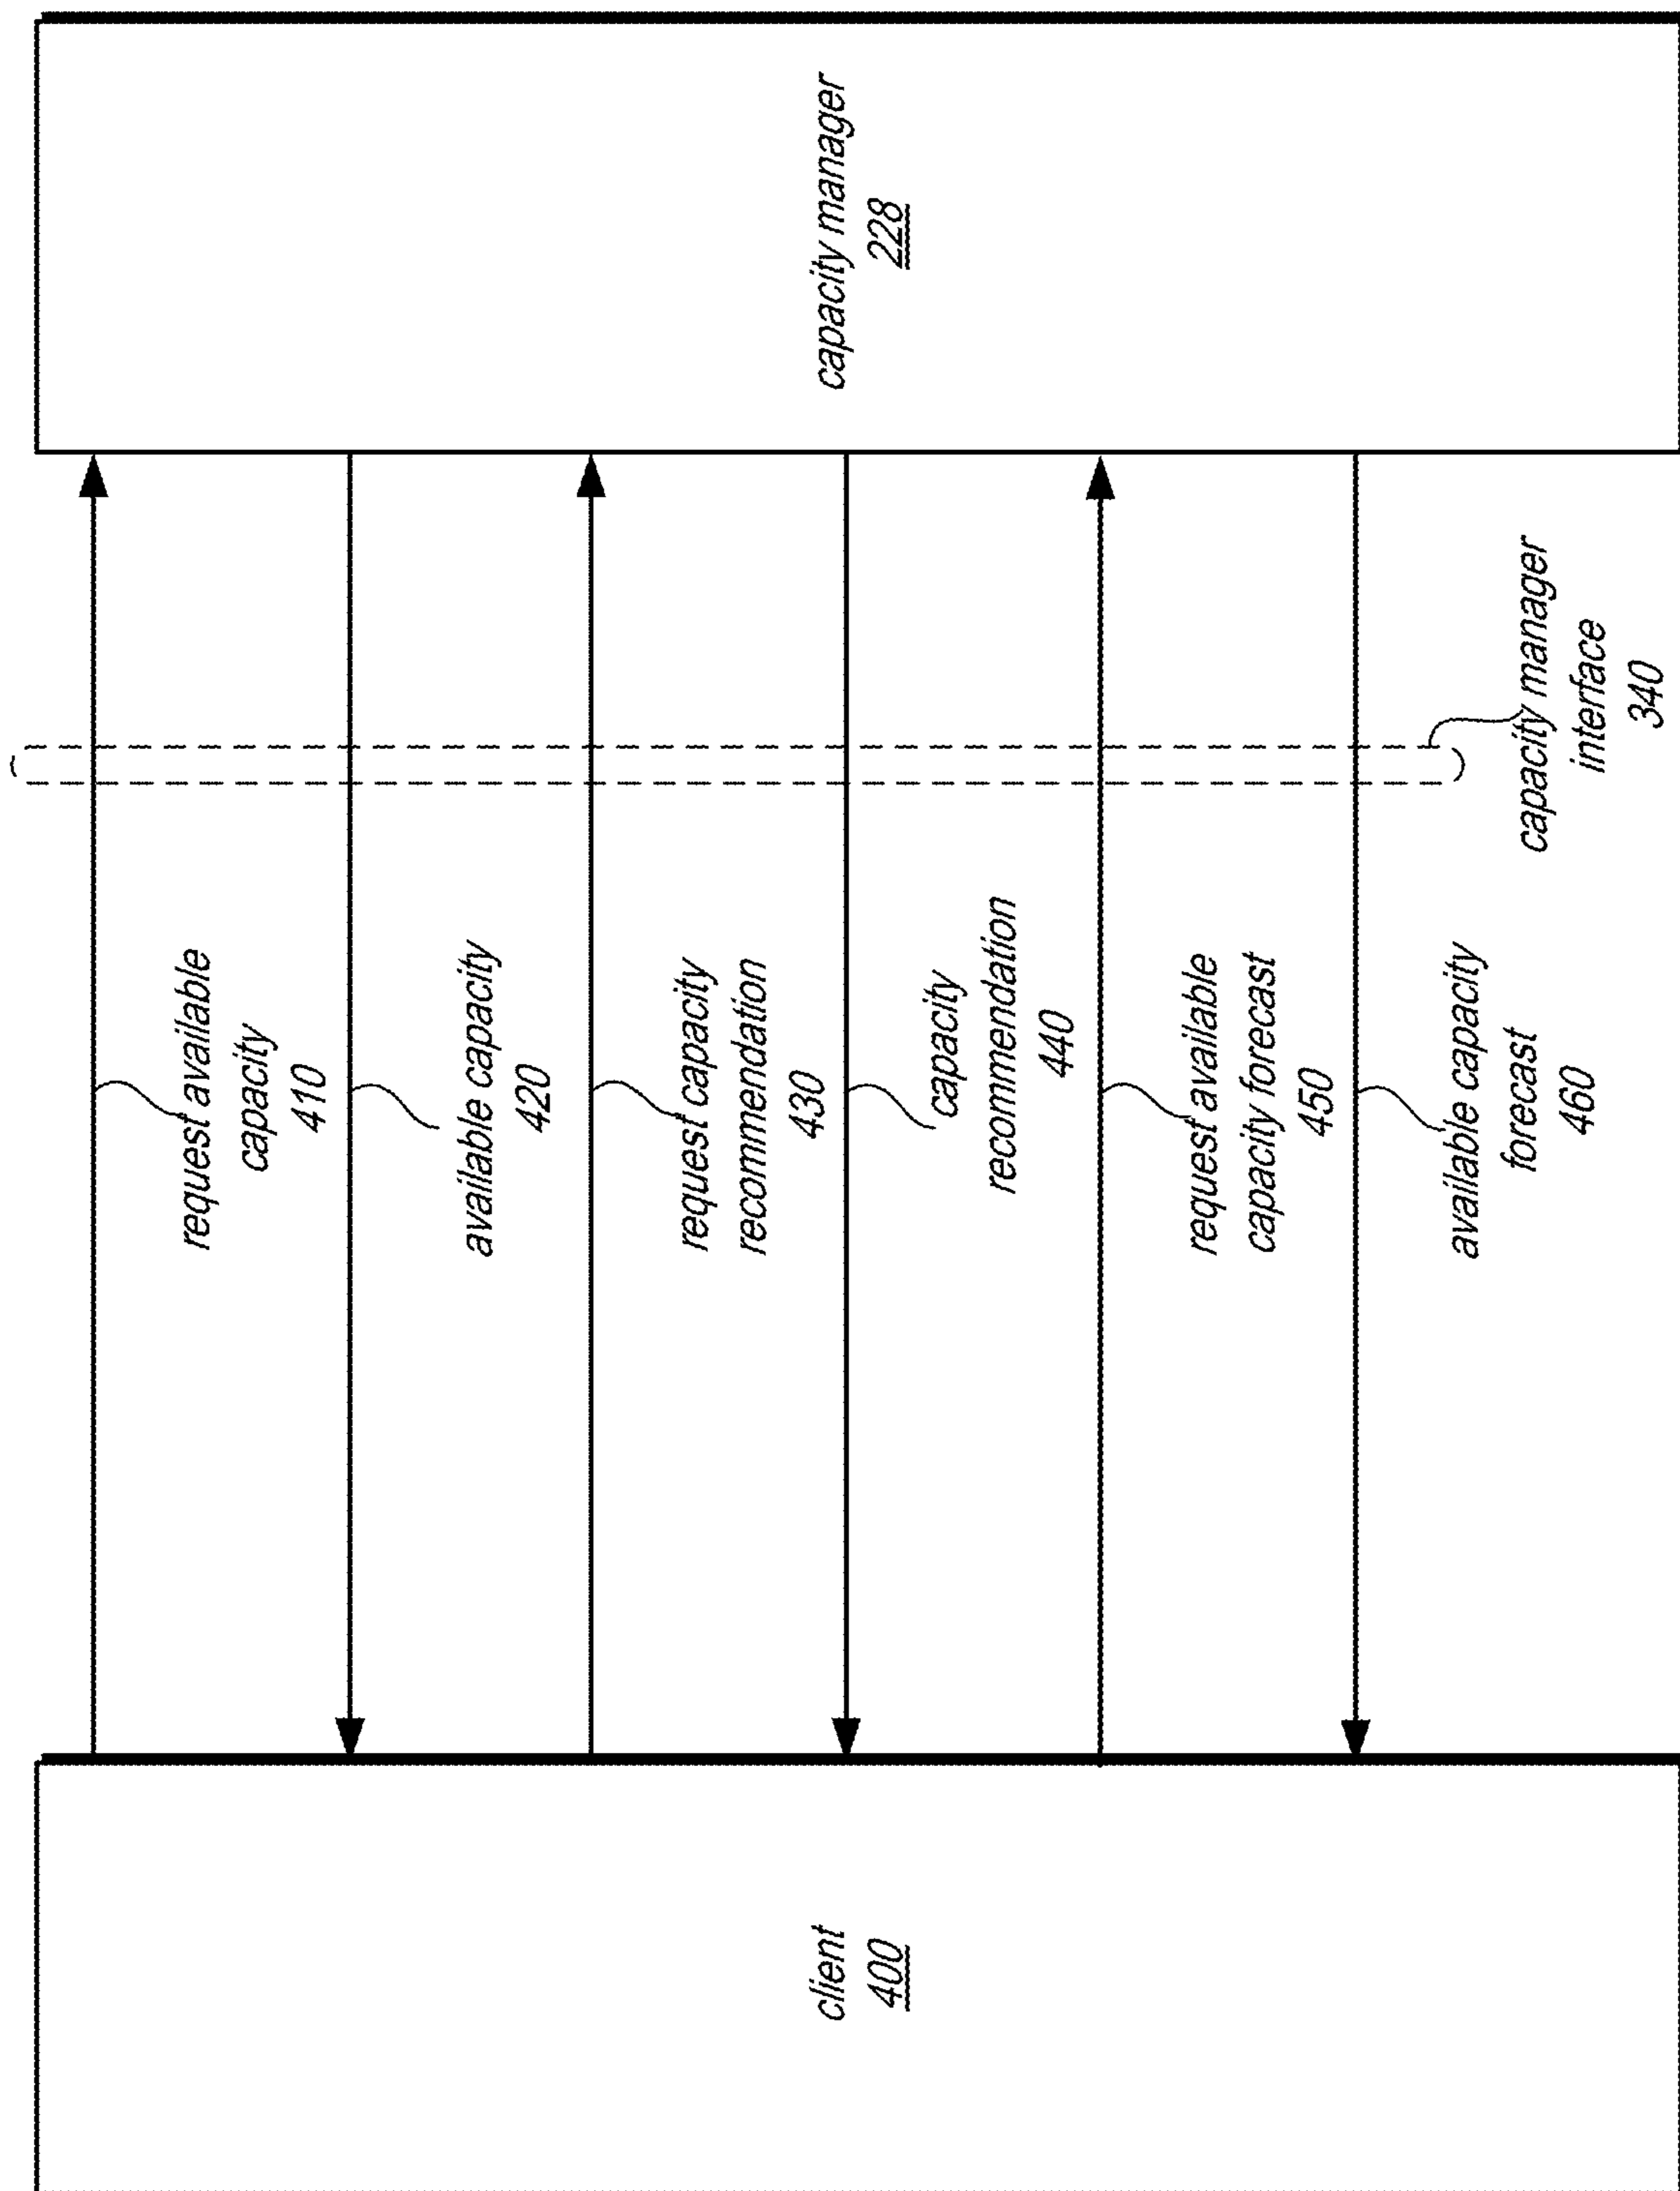 client
400
capacity manager
228
request available
capacity
410
available capacity
420
request capacity
recommendation
430
capacity
recommendation
440
request available
capacity forecast
450
available capacity
forecast
460
capacity manager
interface
340